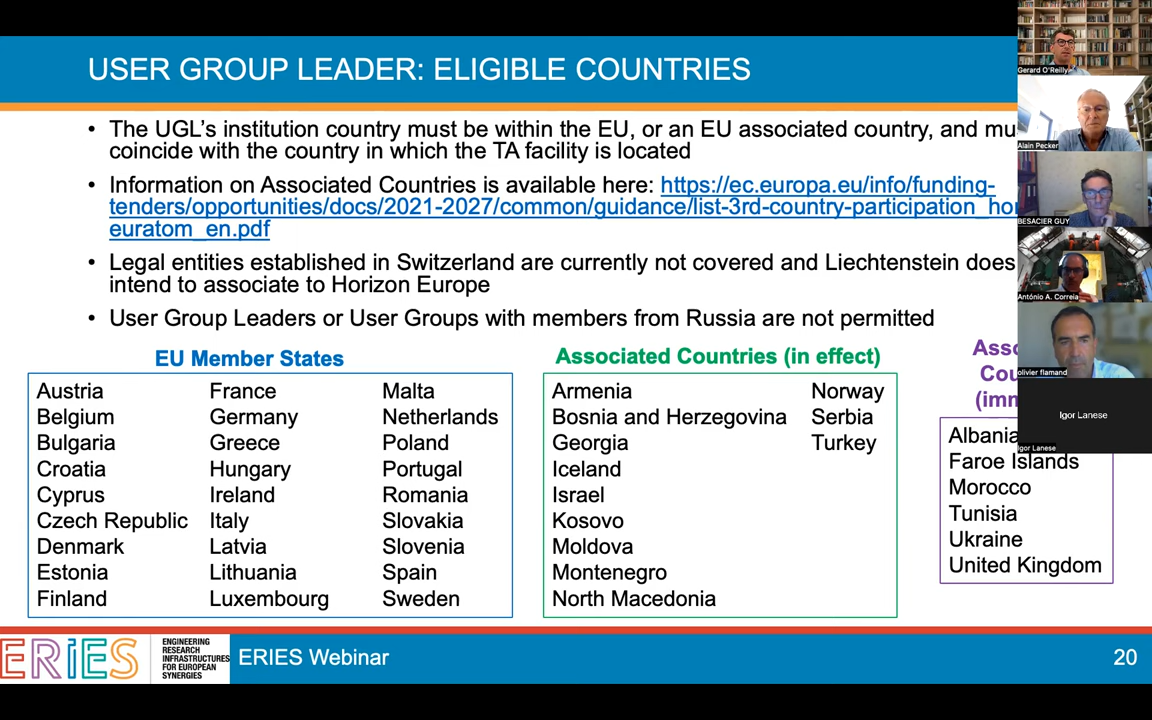 USER GROUP LEADER: ELIGIBLE COUNTRIES
• The UGL's institution country must be within the EU, or an EU associated country, and
coincide with the country in which the TA facility is located
• Information on Associated Countries is available here: https://ec.europa.eu/info/funding-
tenders/opportunities/docs/2021-2027/common/guidance/list-3rd-country-participation_
euratom_en.pdf
• Legal entities established in Switzerland are currently not covered and Liechtenstein does
intend to associate to Horizon Europe
• User Group Leaders or User Groups with members from Russia are not permitted
EU Member States
Austria France Malta
Belgium Germany Netherlands
Bulgaria Greece Poland
Croatia Hungary Portugal
Cyprus Ireland Romania
Czech Republic Italy Slovakia
Denmark Latvia Slovenia
Estonia Lithuania Spain
Finland Luxembourg Sweden
Associated Countries (in effect)
Armenia Norway
Bosnia and Herzegovina Serbia
Georgia Turkey
Iceland
Israel
Kosovo
Moldova
Montenegro
North Macedonia
Albania
Faroe Islands
Morocco
Tunisia
Ukraine
United Kingdom
Gerard O'Reilly
Alain Pecker
BESACIER GUY
António A. Correia
olivier flamand
Igor Lanese
Igor Lanese
ERIES
ENGINEERING
RESEARCH
INFRASTRUCTURES
FOR EUROPEAN
SYNERGIES
ERIES Webinar
20